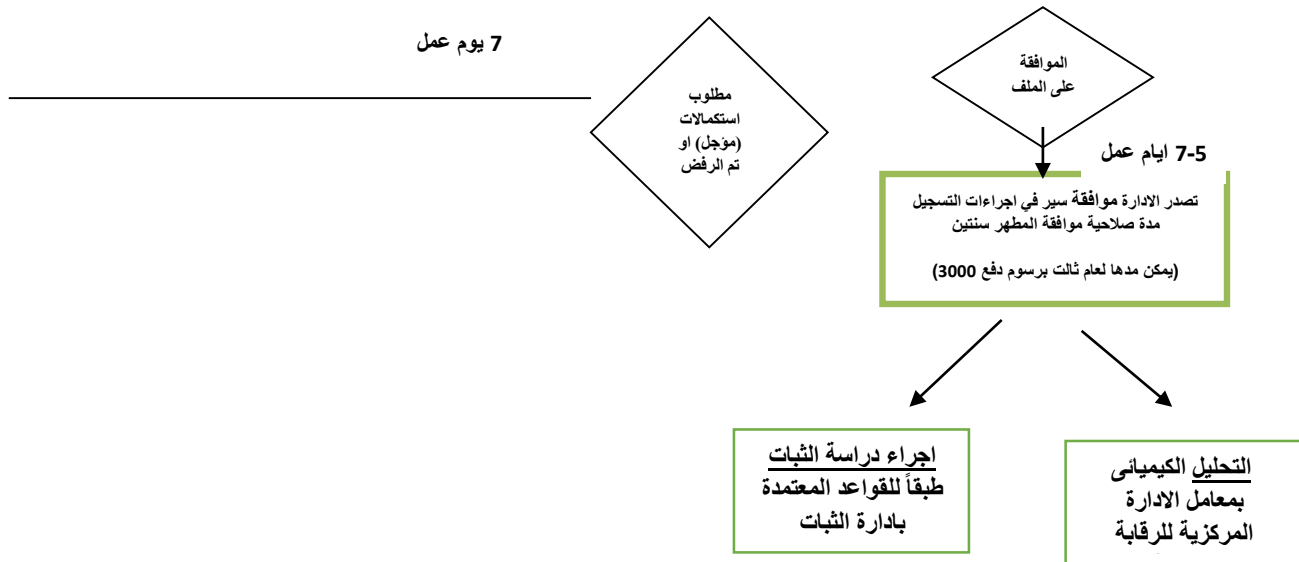 7 يوم عمل
الموافقة
على الملف
مطلوب
استكمالات
(مؤجل) او
تم الرفض
7-5 ايام عمل
تصدر الادارة موافقة سير في اجراءات التسجيل
مدة صلاحية موافقة المطهر سنتين
(يمكن مدها لعام ثالت برسوم دفع 3000)
اجراء دراسة الثبات
طبقاً للقواعد المعتمدة
بادارة الثبات
التحليل الكيميائى
بمعامل الادارة
المركزية للرقابة